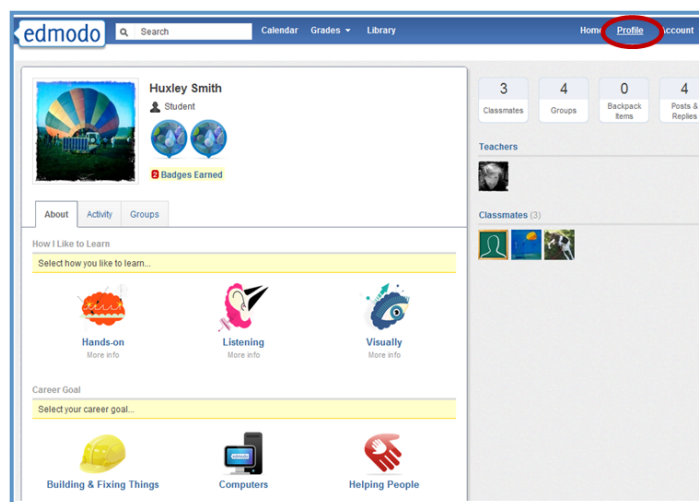 edmodo Search Calendar Grades Library Home Profile Account
Huxley Smith
Student
2 Badges Earned
3 4 0 4
Classmates Groups Backpack Items Posts & Replies
Teachers
Classmates (3)
About Activity Groups
How I Like to Learn
Select how you like to learn...
Hands-on Listening Visually
More info More info More info
Career Goal
Select your career goal...
edmodo
Building & Fixing Things Computers Helping People